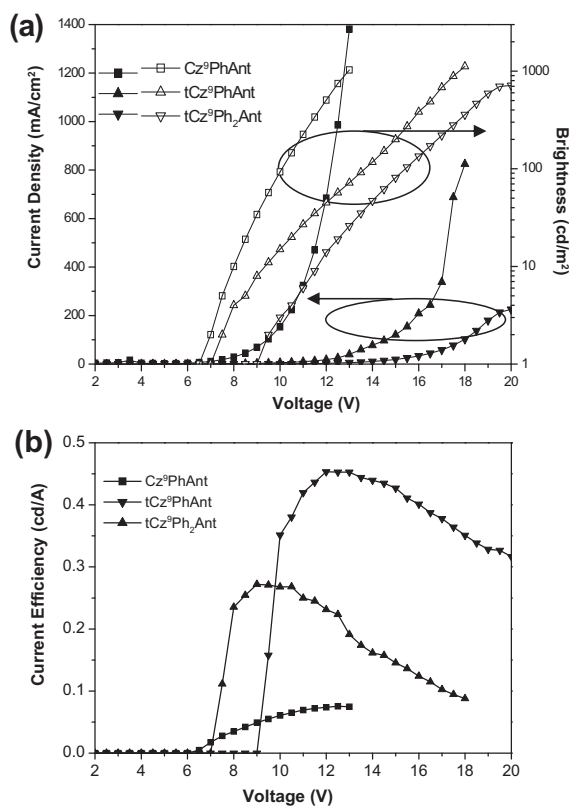 (a)
1400
1200
1000
800
600
400
200
0
Current Density (mA/cm²)
Cz⁹PhAnt
tCz⁹PhAnt
tCz⁹Ph₂Ant
1000
100
10
1
Brightness (cd/m²)
2 4 6 8 10 12 14 16 18 20
Voltage (V)
(b)
0.5
0.4
0.3
0.2
0.1
0.0
Current Efficiency (cd/A)
Cz⁹PhAnt
tCz⁹PhAnt
tCz⁹Ph₂Ant
2 4 6 8 10 12 14 16 18 20
Voltage (V)